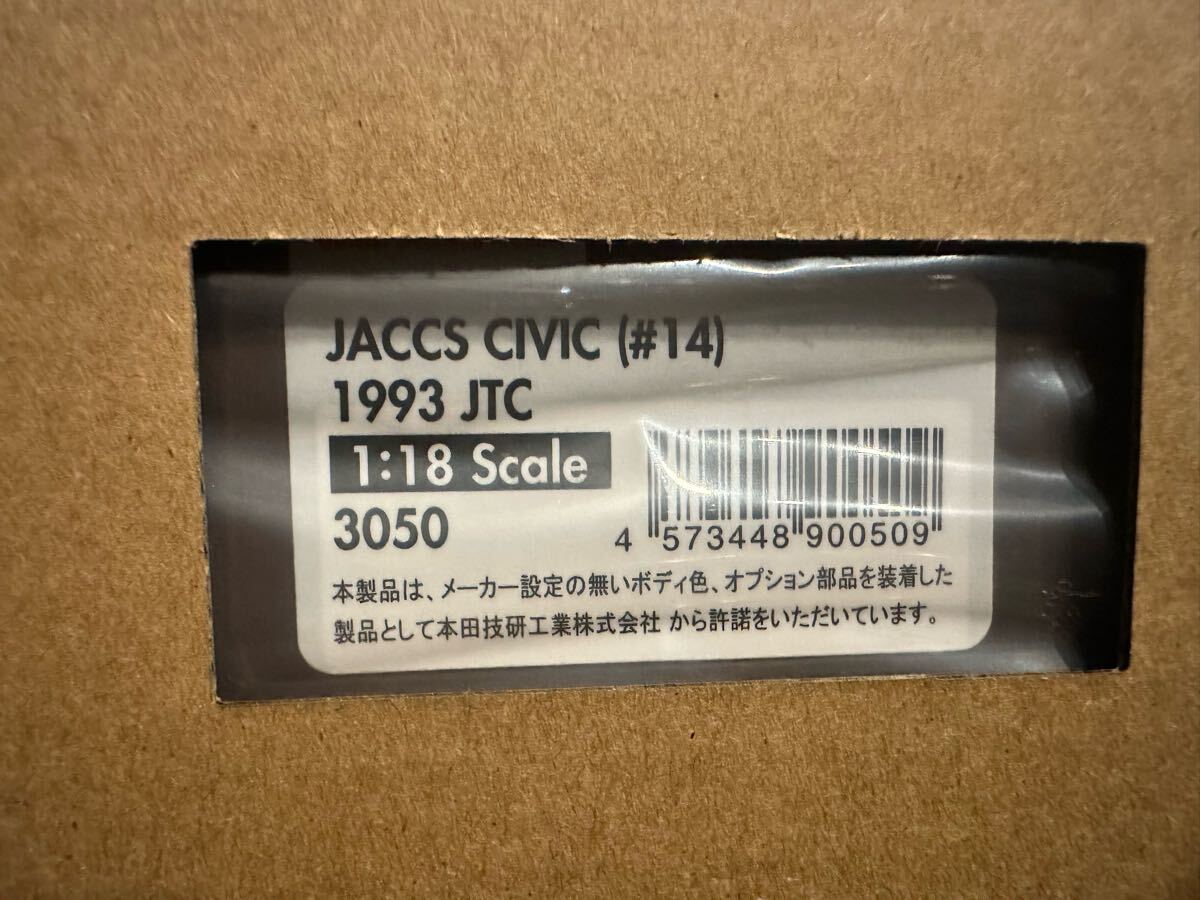 JACCS CIVIC (#14)
1993 JTC
1:18 Scale
3050
4 573448 900509
本製品は、メーカー設定の無いボディ色、オプション部品を装着した
製品として本田技研工業株式会社 から許諾をいただいています。